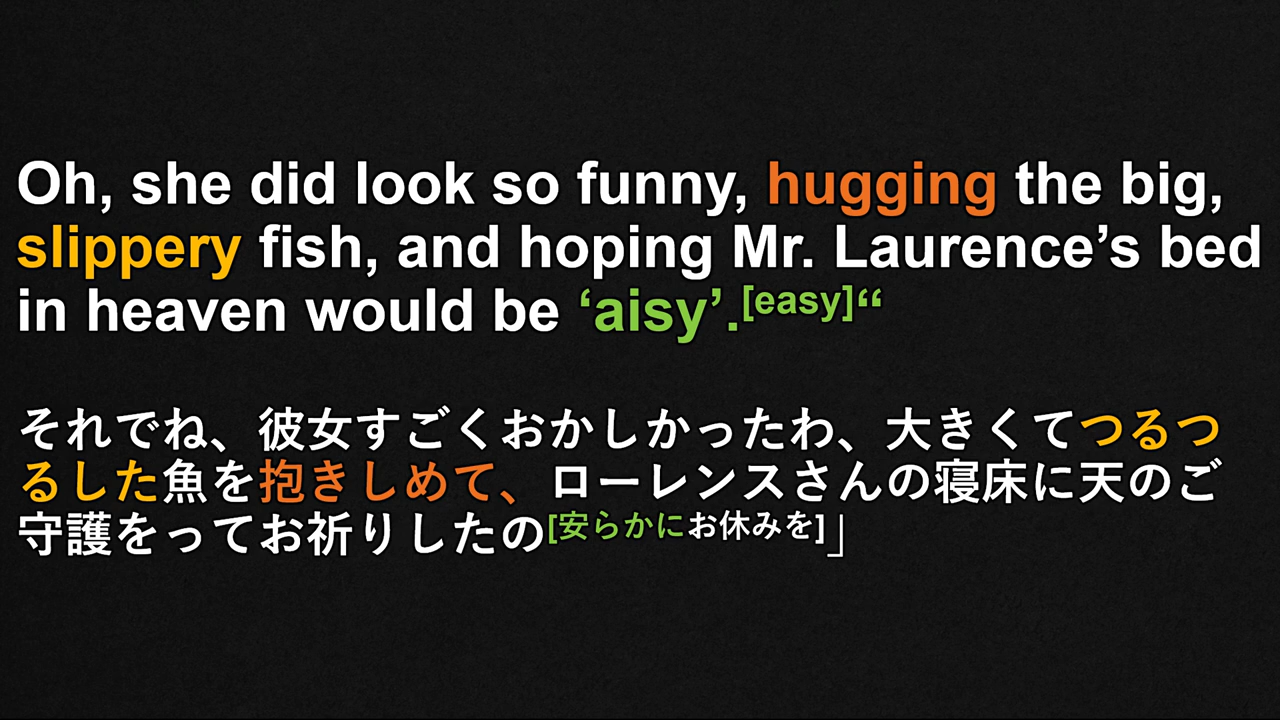 Oh, she did look so funny, hugging the big,
slippery fish, and hoping Mr. Laurence’s bed
in heaven would be ‘aisy’.[easy]“
それでね、彼女すごくおかしかったわ、大きくてつるつ
るした魚を抱きしめて、ローレンスさんの寝床に天のご
守護をってお祈りしたの[安らかにお休みを]」